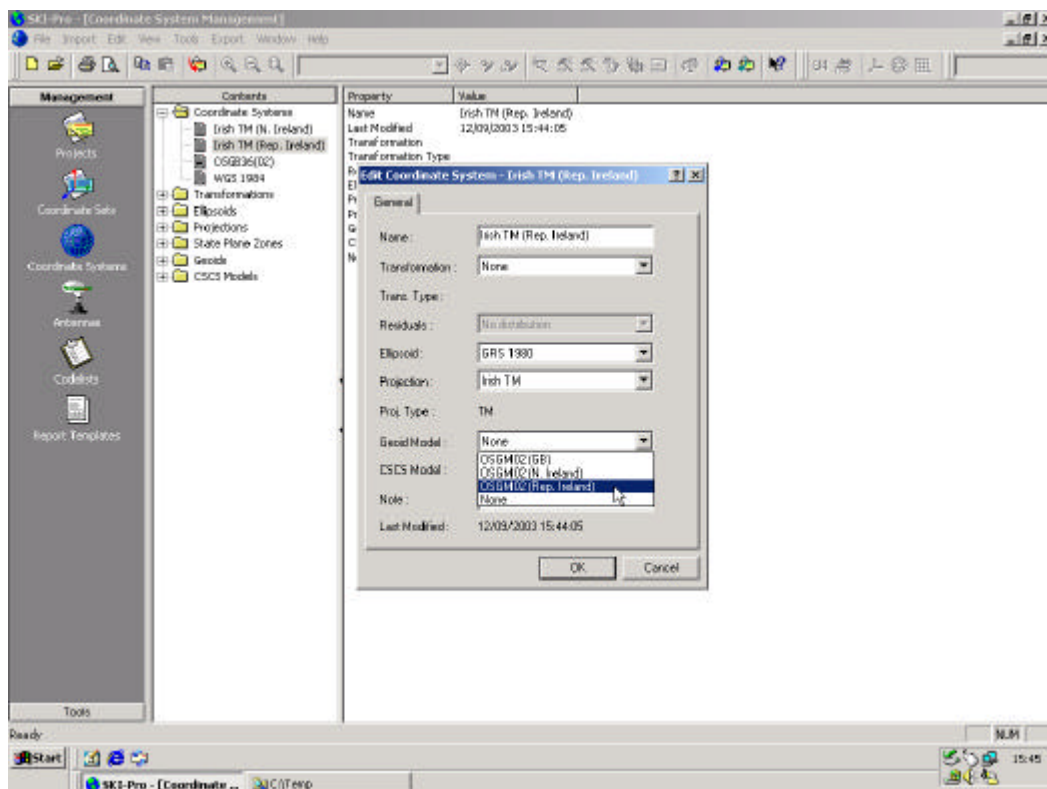 SKI-Pro - [Coordinate System Management]
File Import Edit View Tools Export Window Help
Management
Projects
Coordinate Sets
Coordinate Systems
Antennas
Codelists
Report Templates
Tools
Contents
Coordinate Systems
Irish TM (N. Ireland)
Irish TM (Rep. Ireland)
OSGB36(02)
WGS 1984
Transformations
Ellipsoids
Projections
State Plane Zones
Geoids
CSCS Models
Property Value
Name Irish TM (Rep. Ireland)
Last Modified 12/09/2003 15:44:05
Transformation
Transformation Type
Edit Coordinate System - Irish TM (Rep. Ireland)
General
Name : Irish TM (Rep. Ireland)
Transformation : None
Trans. Type :
Residuals : No distribution
Ellipsoid : GRS 1980
Projection : Irish TM
Proj. Type : TM
Geoid Model : None
OSGM02(GB)
OSGM02(N. Ireland)
OSGM02(Rep. Ireland)
None
CSCS Model :
Note :
Last Modified : 12/09/2003 15:44:05
OK Cancel
Ready NUM
Start 15:45
SKI-Pro - [Coordinate ... C:\Temp